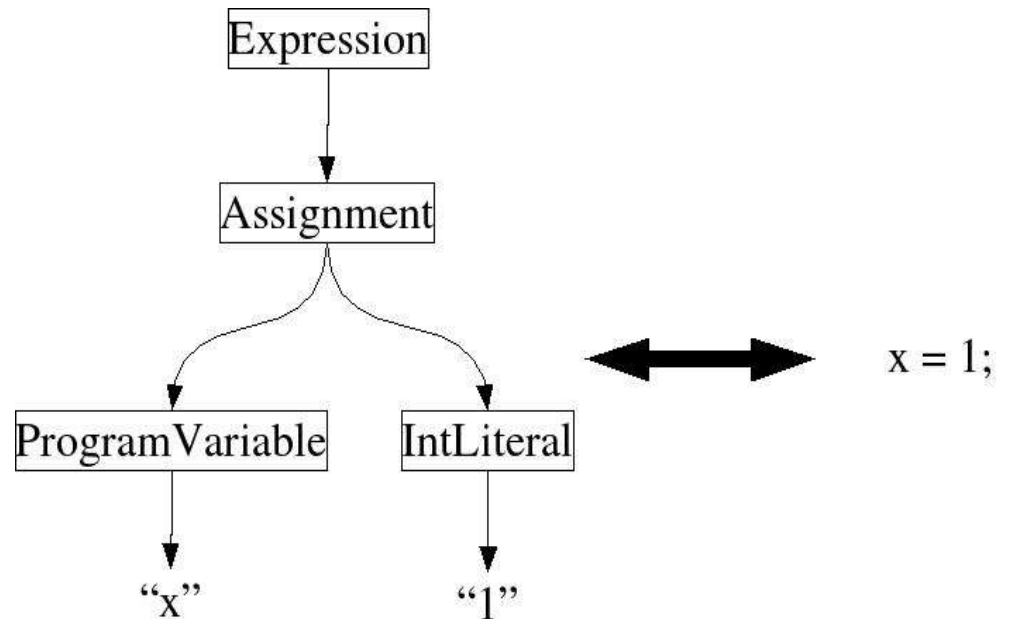 Expression
Assignment
x = 1;
ProgramVariable
IntLiteral
“x”
“1”